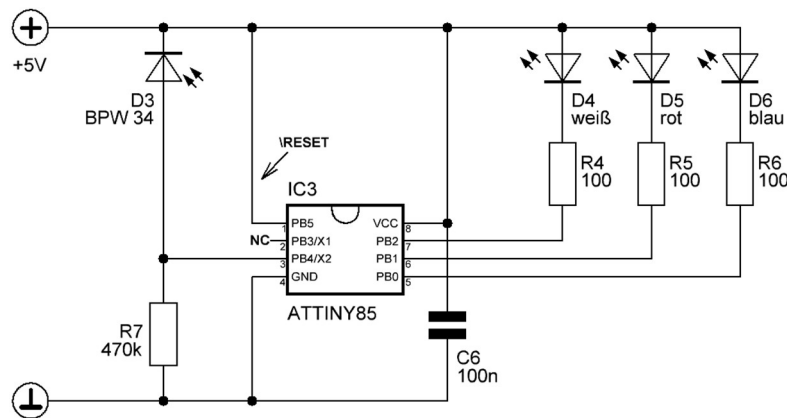 +5V
D3
BPW 34
\RESET
IC3
PB5
1
NC
PB3/X1
2
PB4/X2
3
GND
4
VCC
8
PB2
7
PB1
6
PB0
5
ATTINY85
D4
weiß
D5
rot
D6
blau
R4
100
R5
100
R6
100
R7
470k
C6
100n